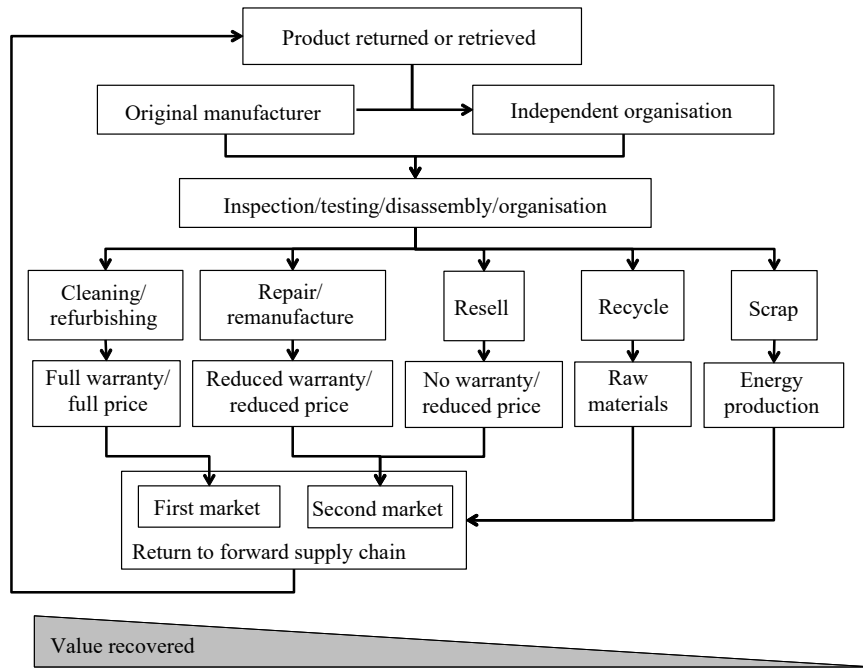 Product returned or retrieved
Original manufacturer
Independent organisation
Inspection/testing/disassembly/organisation
Cleaning/
refurbishing
Repair/
remanufacture
Resell
Recycle
Scrap
Full warranty/
full price
Reduced warranty/
reduced price
No warranty/
reduced price
Raw
materials
Energy
production
First market
Second market
Return to forward supply chain
Value recovered